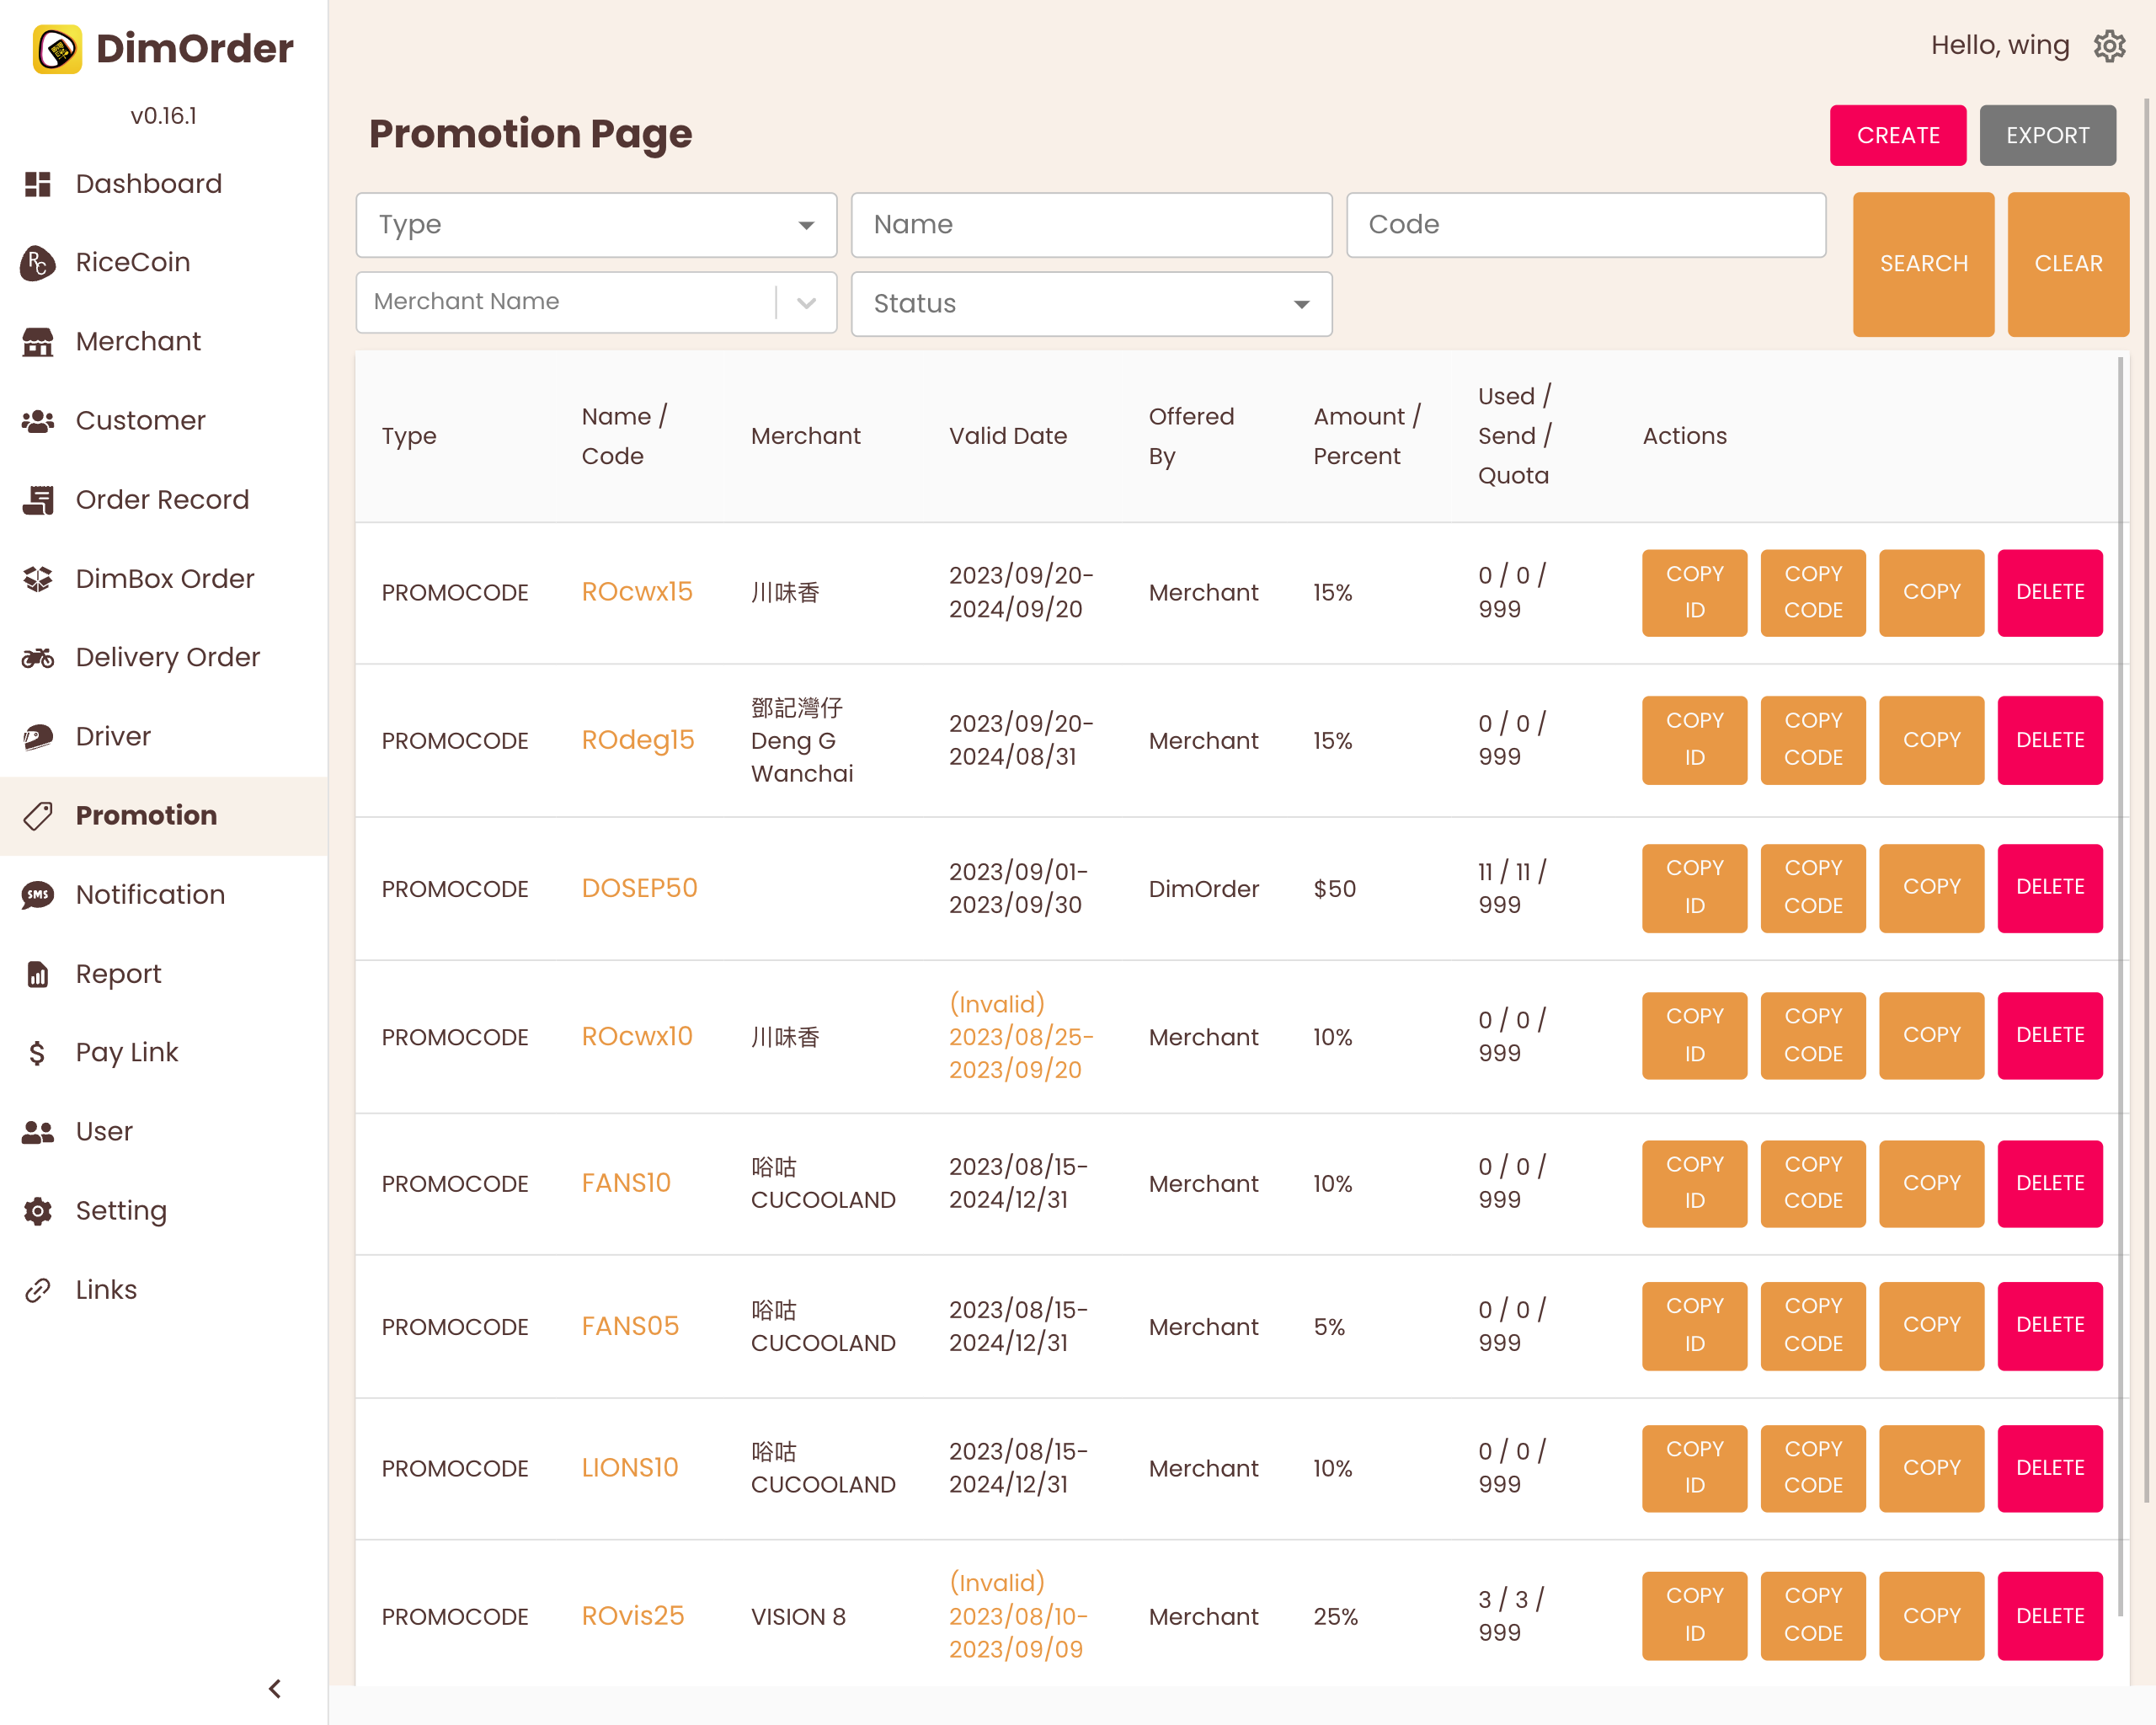 DimOrder
v0.16.1
Dashboard
RiceCoin
Merchant
Customer
Order Record
DimBox Order
Delivery Order
Driver
Promotion
SMS
Notification
Report
Pay Link
User
Setting
Links
Hello, wing
Promotion Page
CREATE
EXPORT
Type
Name
Code
SEARCH
CLEAR
Merchant Name
Status
Type
Name /
Code
Merchant
Valid Date
Offered
By
Amount /
Percent
Used /
Send /
Quota
Actions
PROMOCODE
ROcwx15
川味香
2023/09/20-
2024/09/20
Merchant
15%
0 / 0 /
999
COPY
ID
COPY
CODE
COPY
DELETE
PROMOCODE
ROdeg15
鄧記灣仔
Deng G
Wanchai
2023/09/20-
2024/08/31
Merchant
15%
0 / 0 /
999
COPY
ID
COPY
CODE
COPY
DELETE
PROMOCODE
DOSEP50
2023/09/01-
2023/09/30
DimOrder
$50
11 / 11 /
999
COPY
ID
COPY
CODE
COPY
DELETE
PROMOCODE
ROcwx10
川味香
(Invalid)
2023/08/25-
2023/09/20
Merchant
10%
0 / 0 /
999
COPY
ID
COPY
CODE
COPY
DELETE
PROMOCODE
FANS10
㗎咕
CUCOOLAND
2023/08/15-
2024/12/31
Merchant
10%
0 / 0 /
999
COPY
ID
COPY
CODE
COPY
DELETE
PROMOCODE
FANS05
㗎咕
CUCOOLAND
2023/08/15-
2024/12/31
Merchant
5%
0 / 0 /
999
COPY
ID
COPY
CODE
COPY
DELETE
PROMOCODE
LIONS10
㗎咕
CUCOOLAND
2023/08/15-
2024/12/31
Merchant
10%
0 / 0 /
999
COPY
ID
COPY
CODE
COPY
DELETE
PROMOCODE
ROvis25
VISION 8
(Invalid)
2023/08/10-
2023/09/09
Merchant
25%
3 / 3 /
999
COPY
ID
COPY
CODE
COPY
DELETE